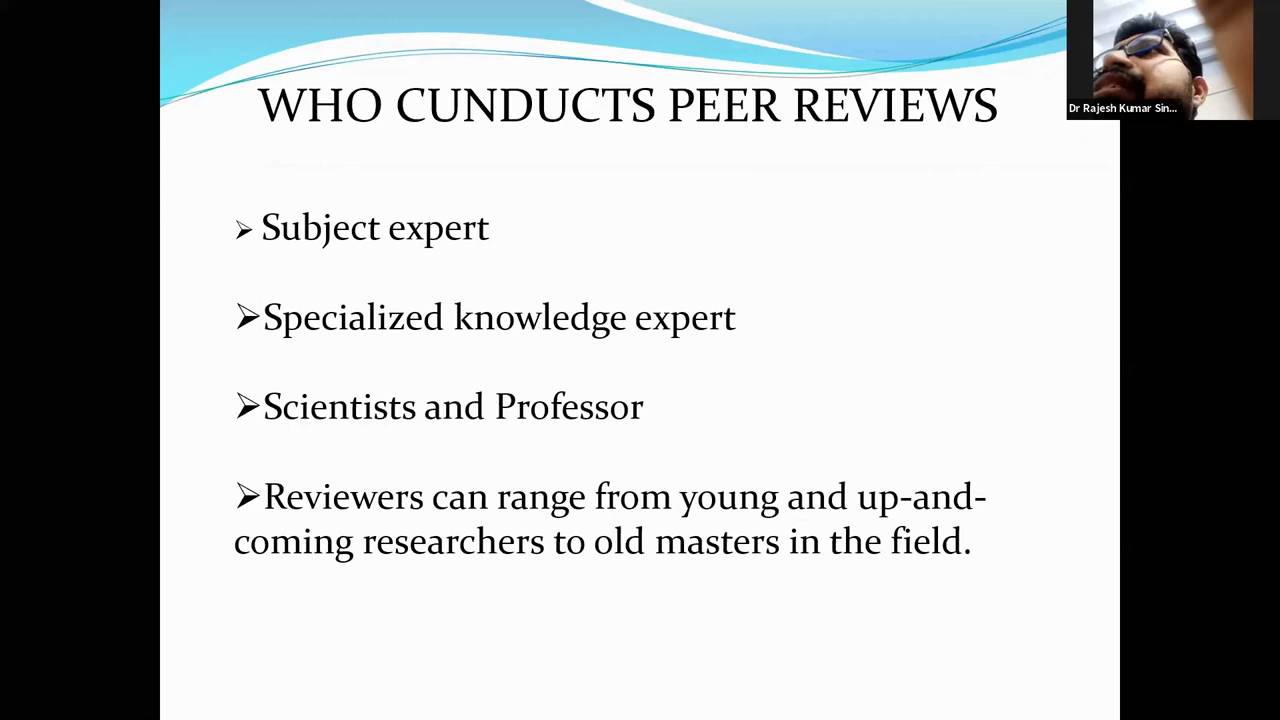 WHO CUNDUCTS PEER REVIEWS
Dr Rajesh Kumar Sin...
➢ Subject expert
➢Specialized knowledge expert
➢Scientists and Professor
➢Reviewers can range from young and up-and-
coming researchers to old masters in the field.